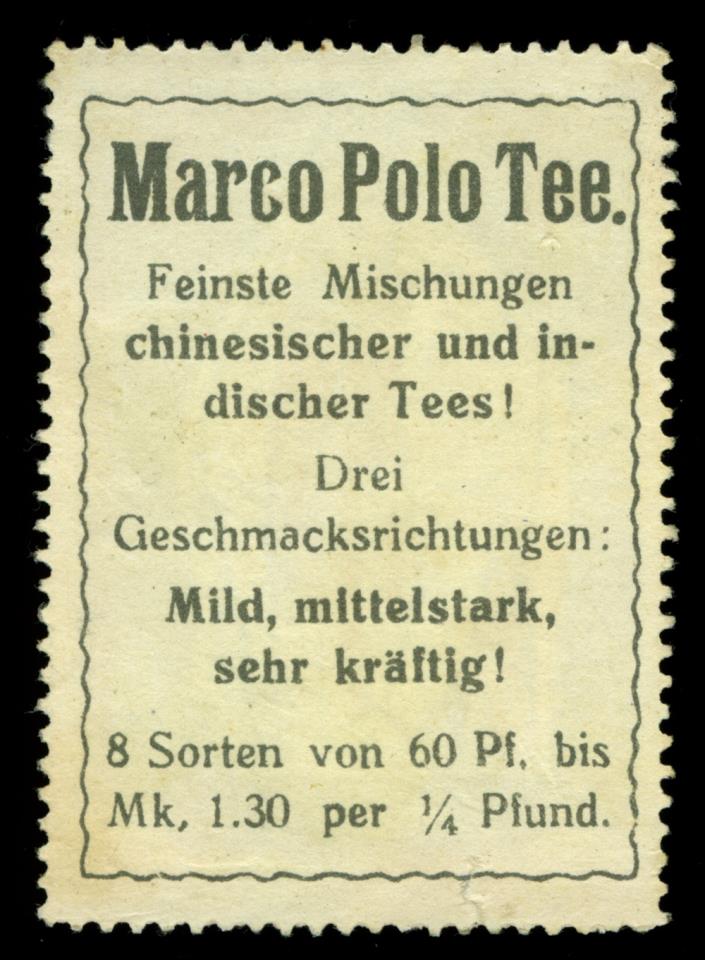 Marco Polo Tee.
Feinste Mischungen
chinesischer und in-
discher Tees!
Drei
Geschmacksrichtungen:
Mild, mittelstark,
sehr kräftig!
8 Sorten von 60 Pf. bis
Mk, 1.30 per ¼ Pfund.